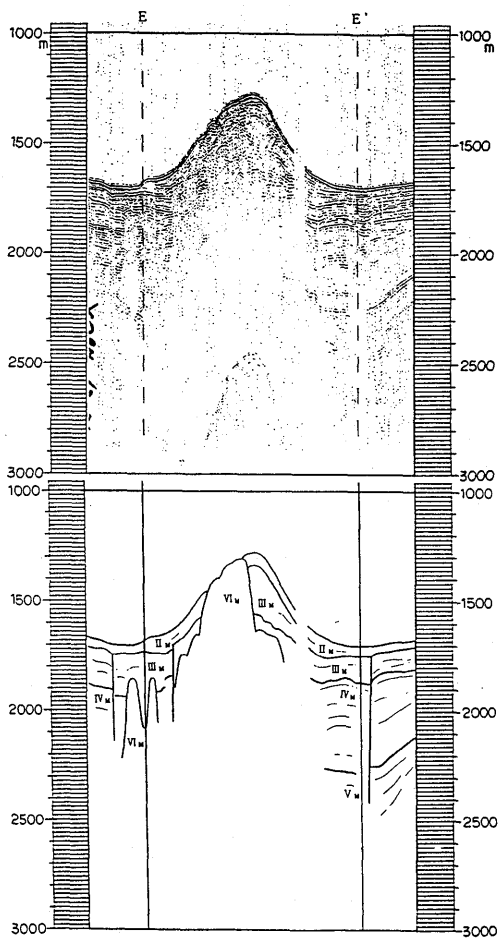 E E'
1000 1000
m m
1500 1500
2000 2000
2500 2500
3000 3000
1000 1000
1500 1500
VI M III M
II M II M
III M III M
IV M IV M
2000 2000
VI M
V M
2500 2500
3000 3000